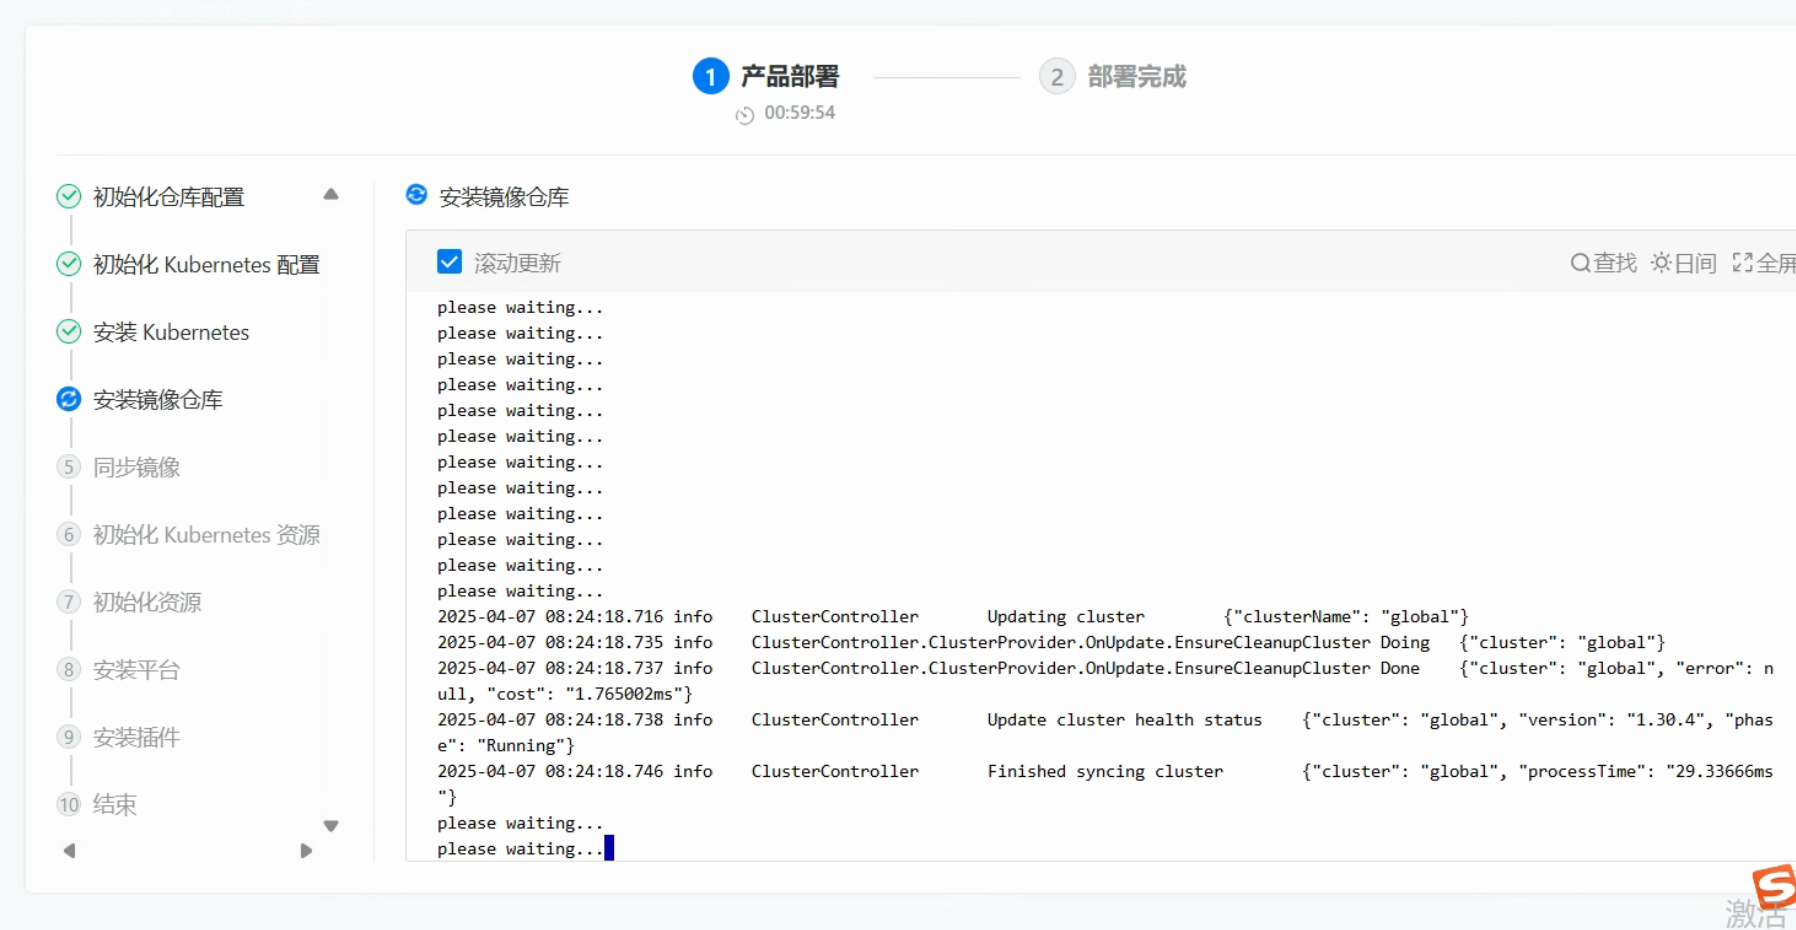 1 产品部署
2 部署完成
00:59:54
初始化仓库配置
初始化 Kubernetes 配置
安装 Kubernetes
安装镜像仓库
5 同步镜像
6 初始化 Kubernetes 资源
7 初始化资源
8 安装平台
9 安装插件
10 结束
安装镜像仓库
滚动更新
查找 日间 全屏
please waiting...
please waiting...
please waiting...
please waiting...
please waiting...
please waiting...
please waiting...
please waiting...
please waiting...
please waiting...
please waiting...
please waiting...
2025-04-07 08:24:18.716 info    ClusterController       Updating cluster        {"clusterName": "global"}
2025-04-07 08:24:18.735 info    ClusterController.ClusterProvider.OnUpdate.EnsureCleanupCluster Doing   {"cluster": "global"}
2025-04-07 08:24:18.737 info    ClusterController.ClusterProvider.OnUpdate.EnsureCleanupCluster Done    {"cluster": "global", "error": n
ull, "cost": "1.765002ms"}
2025-04-07 08:24:18.738 info    ClusterController       Update cluster health status    {"cluster": "global", "version": "1.30.4", "phas
e": "Running"}
2025-04-07 08:24:18.746 info    ClusterController       Finished syncing cluster        {"cluster": "global", "processTime": "29.33666ms
"}
please waiting...
please waiting...
S
激活